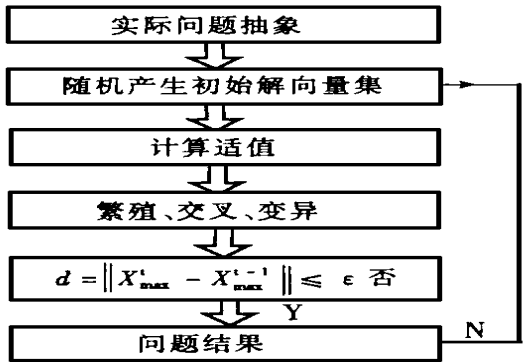 实际问题抽象
随机产生初始解向量集
计算适值
繁殖、交叉、变异
d = ‖X^t_max − X^{t-1}_max‖ ≤ ε 否
Y
问题结果
N